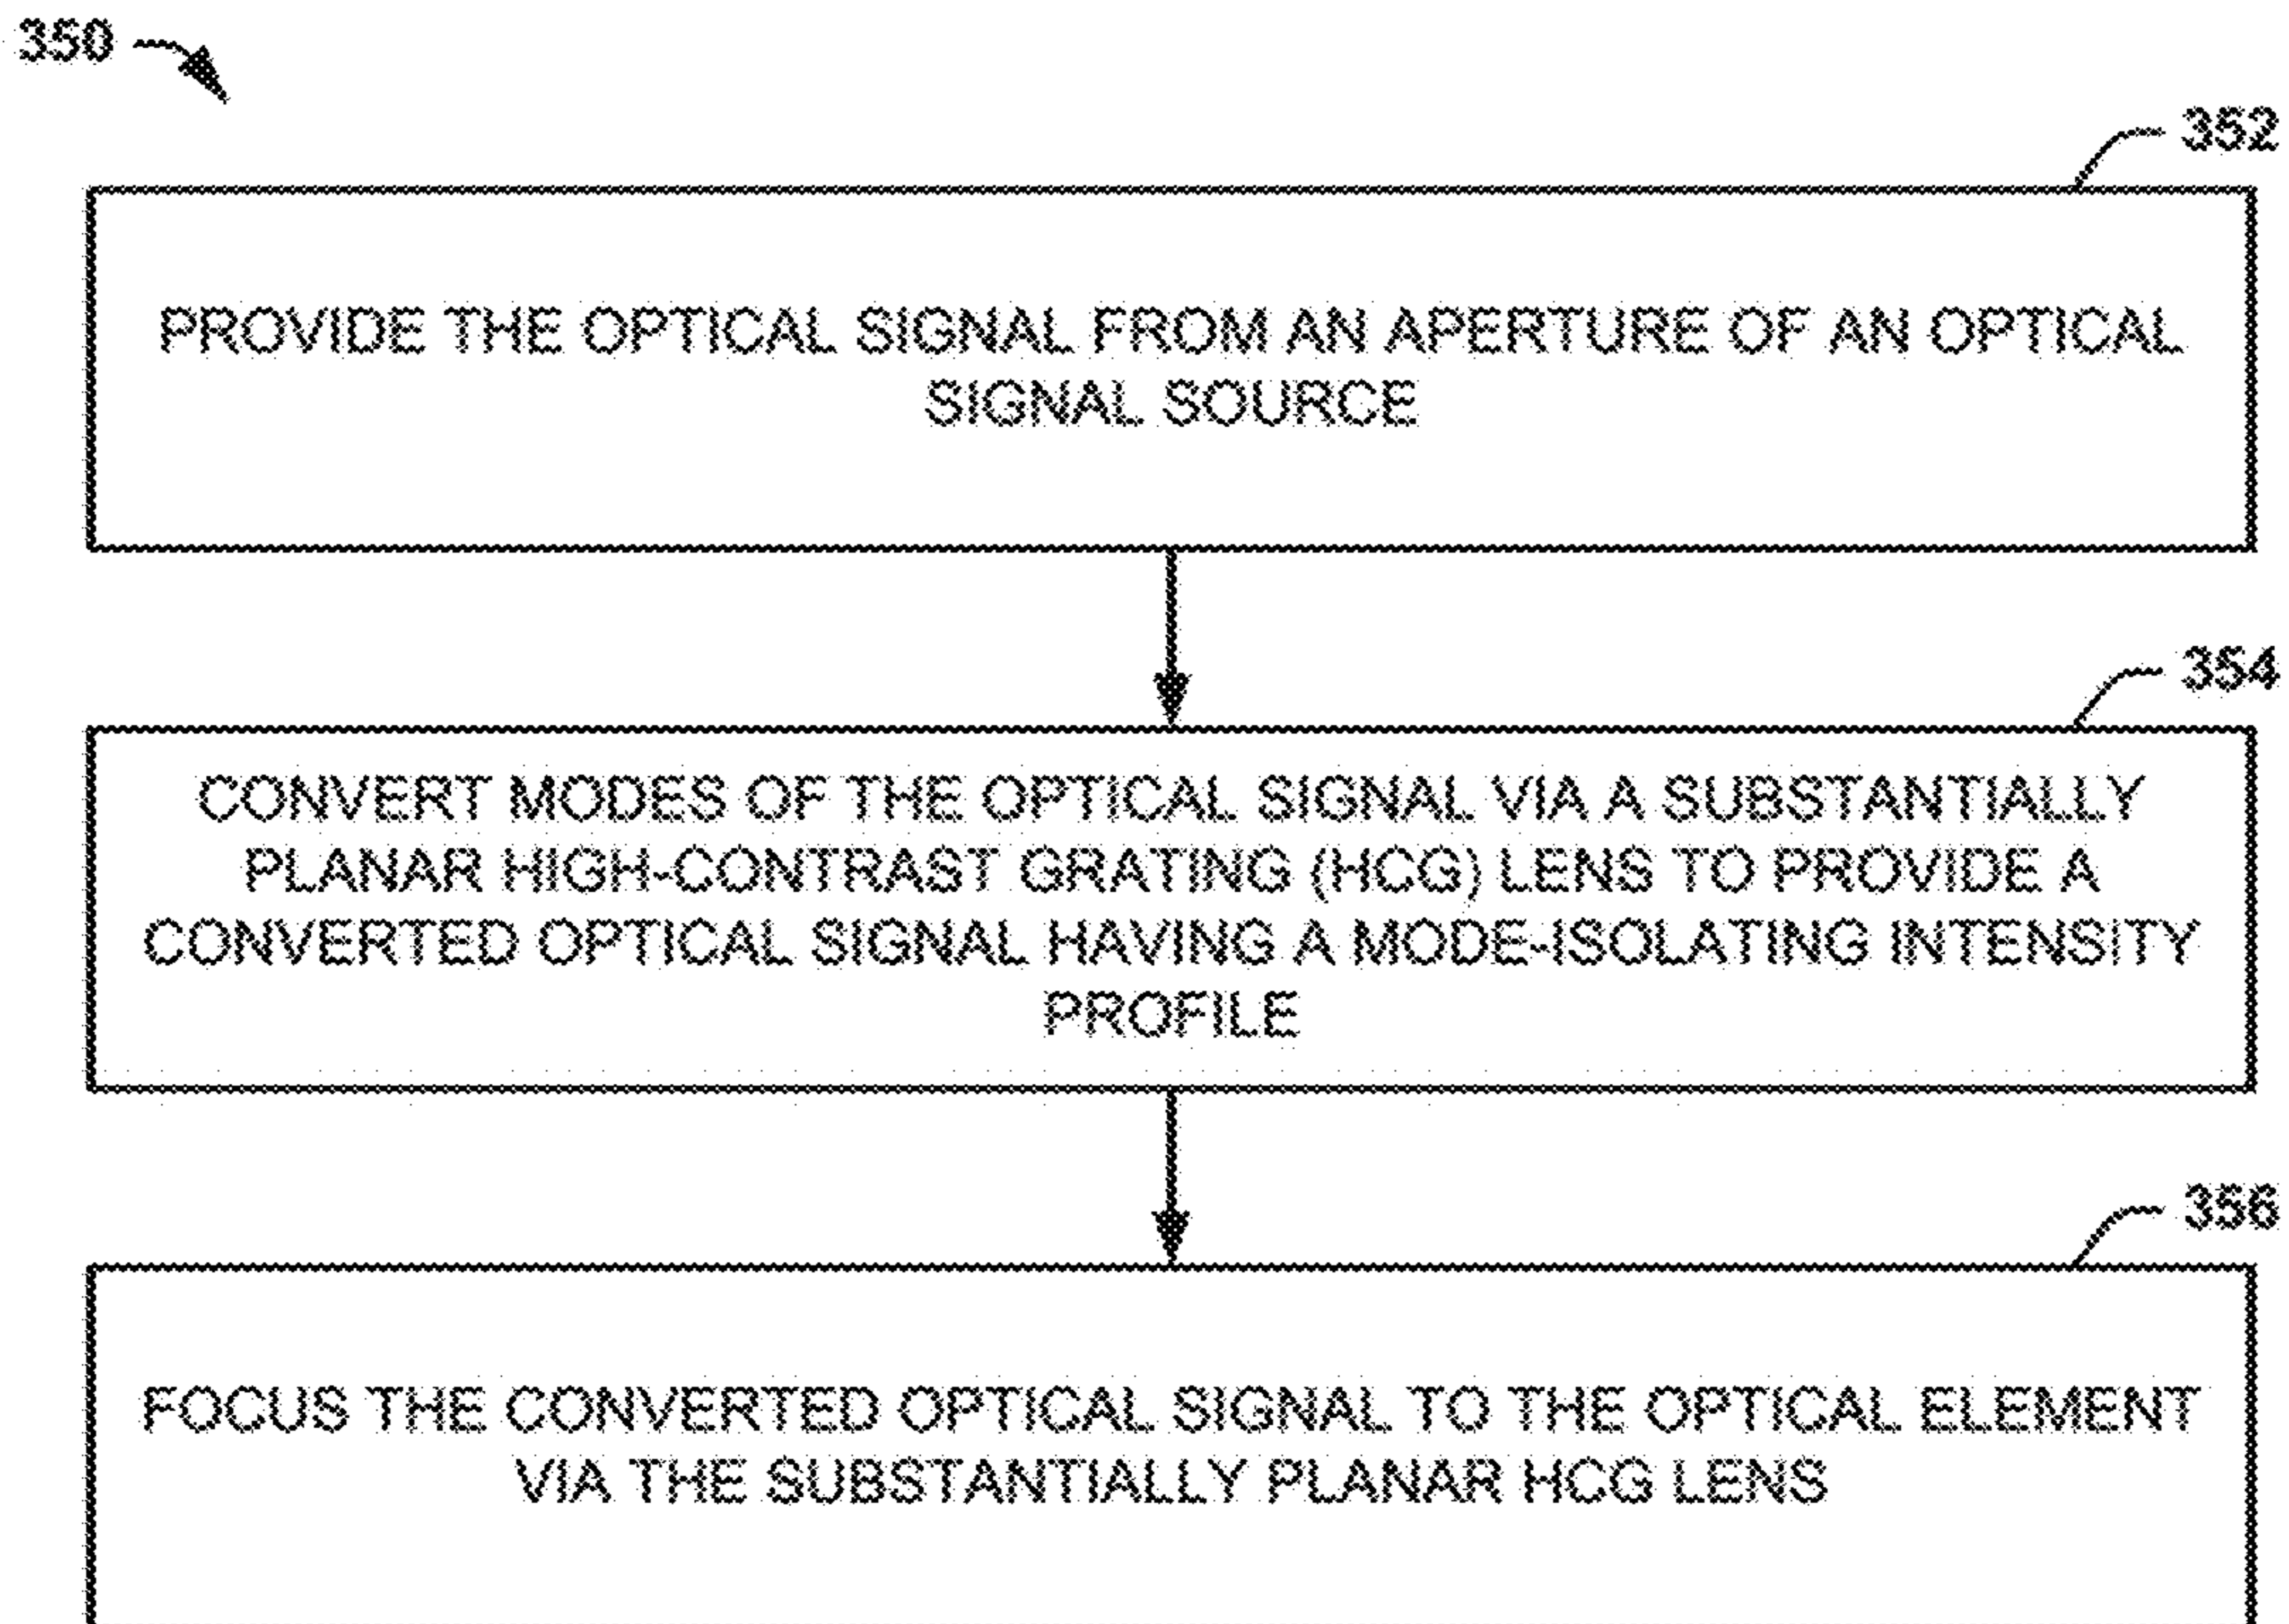 350
352
PROVIDE THE OPTICAL SIGNAL FROM AN APERTURE OF AN OPTICAL
SIGNAL SOURCE
354
CONVERT MODES OF THE OPTICAL SIGNAL VIA A SUBSTANTIALLY
PLANAR HIGH-CONTRAST GRATING (HCG) LENS TO PROVIDE A
CONVERTED OPTICAL SIGNAL HAVING A MODE-ISOLATING INTENSITY
PROFILE
356
FOCUS THE CONVERTED OPTICAL SIGNAL TO THE OPTICAL ELEMENT
VIA THE SUBSTANTIALLY PLANAR HCG LENS